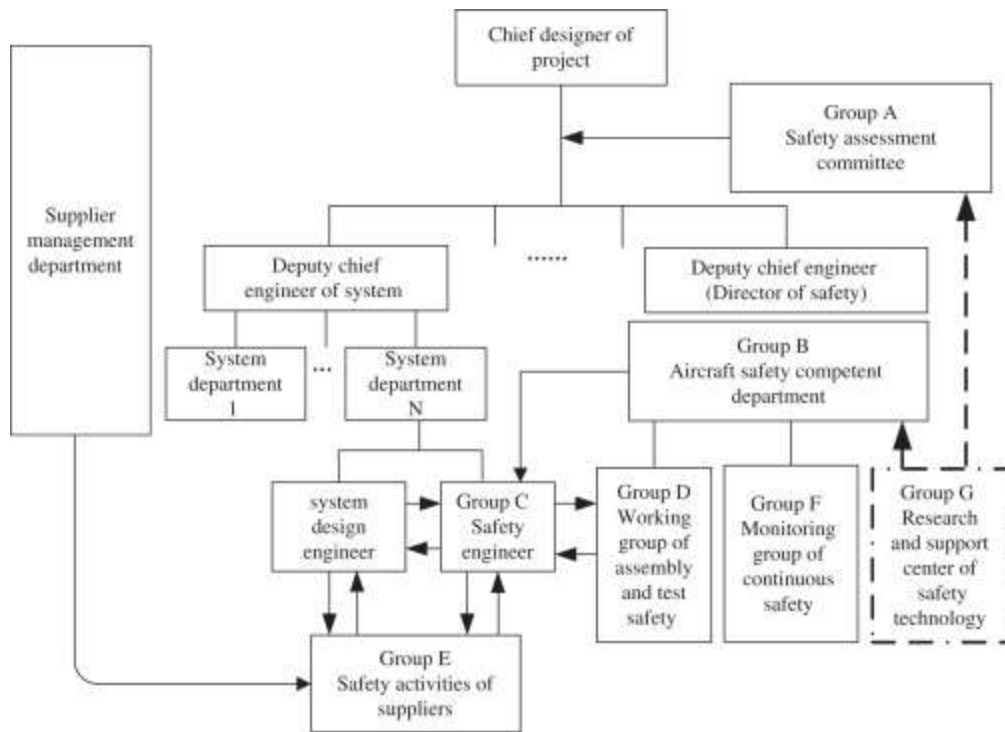 Chief designer of
project
Group A
Safety assessment
committee
Supplier
management
department
Deputy chief
engineer of system
......
Deputy chief engineer
(Director of safety)
System
department
1
...
System
department
N
Group B
Aircraft safety competent
department
system
design
engineer
Group C
Safety
engineer
Group D
Working
group of
assembly
and test
safety
Group F
Monitoring
group of
continuous
safety
Group G
Research
and support
center of
safety
technology
Group E
Safety activities of
suppliers